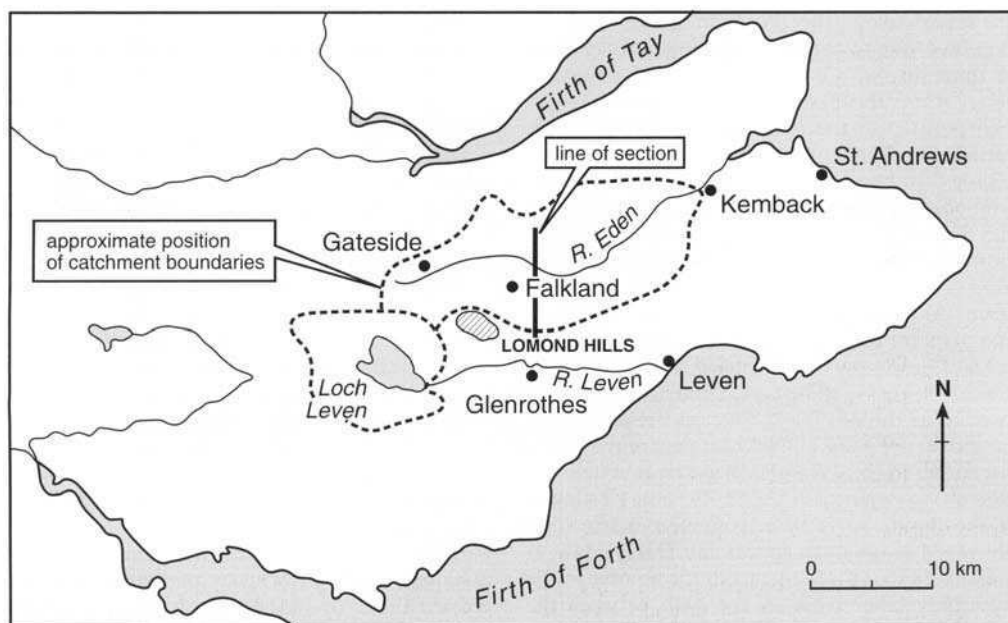 Firth of Tay
line of section
St. Andrews
Kemback
R. Eden
approximate position
of catchment boundaries
Gateside
Falkland
LOMOND HILLS
Loch
Leven
R. Leven
Leven
Glenrothes
N
Firth of Forth
0 10 km